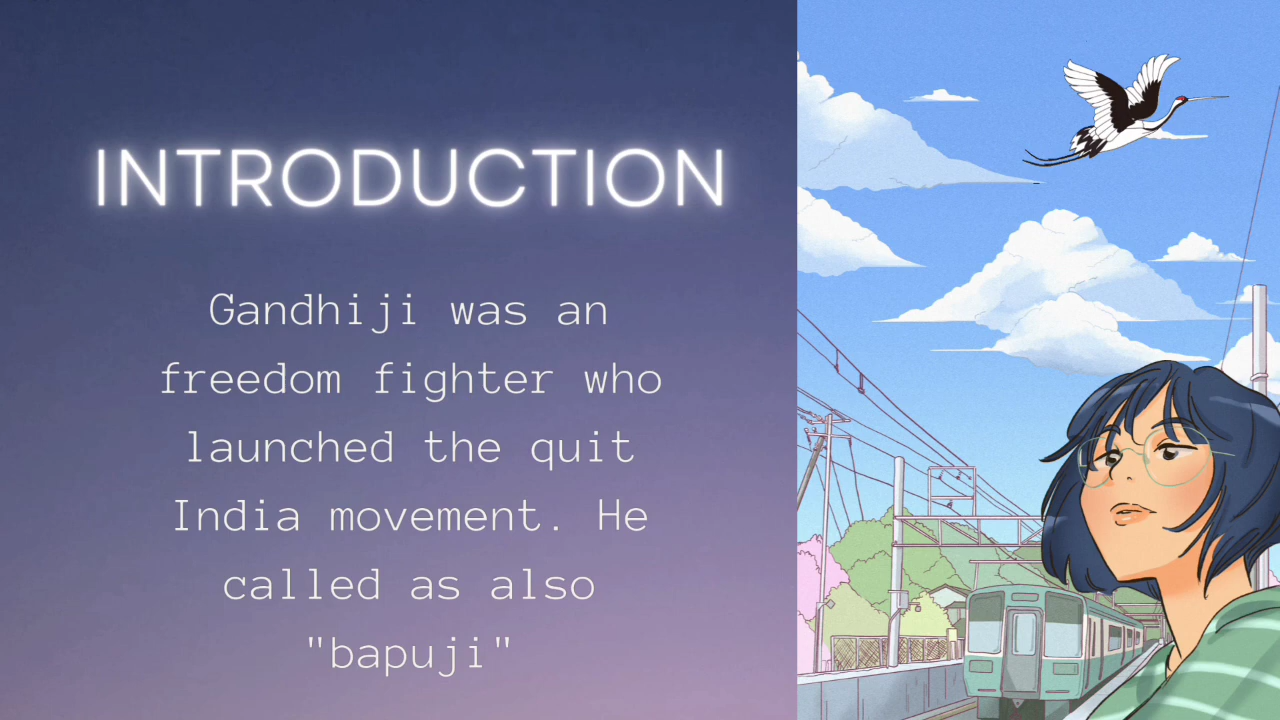 INTRODUCTION
Gandhiji was an
freedom fighter who
launched the quit
India movement. He
called as also
"bapuji"